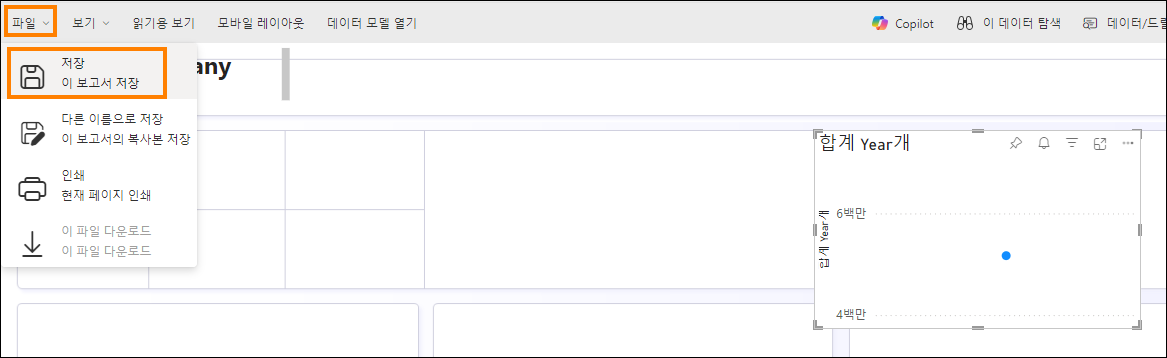 파일 보기 읽기용 보기 모바일 레이아웃 데이터 모델 열기 Copilot 이 데이터 탐색 데이터/드
저장
이 보고서 저장
any
다른 이름으로 저장
이 보고서의 복사본 저장
인쇄
현재 페이지 인쇄
이 파일 다운로드
이 파일 다운로드
합계 Year개
6백만
합계 Year개
4백만